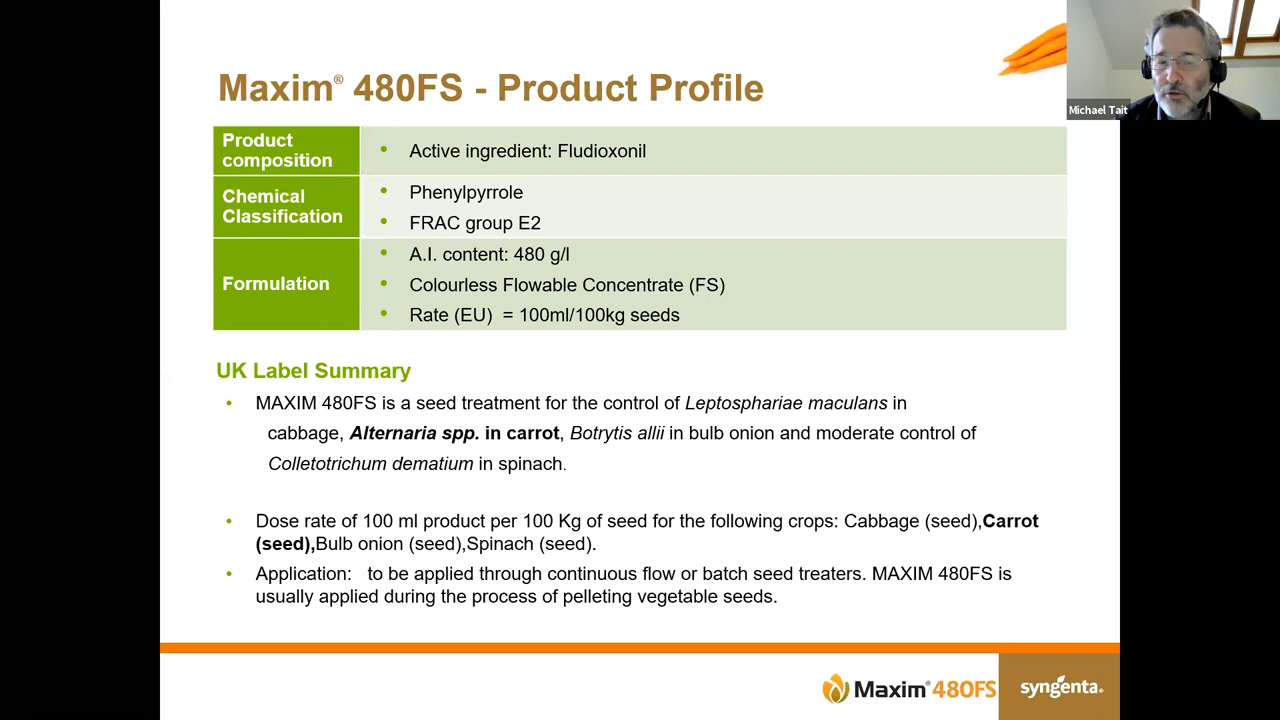 Maxim® 480FS - Product Profile
Michael Tait
Product
composition
• Active ingredient: Fludioxonil
Chemical
Classification
• Phenylpyrrole
• FRAC group E2
Formulation
• A.I. content: 480 g/l
• Colourless Flowable Concentrate (FS)
• Rate (EU) = 100ml/100kg seeds
UK Label Summary
• MAXIM 480FS is a seed treatment for the control of Leptosphariae maculans in
cabbage, Alternaria spp. in carrot, Botrytis allii in bulb onion and moderate control of
Colletotrichum dematium in spinach.
• Dose rate of 100 ml product per 100 Kg of seed for the following crops: Cabbage (seed),Carrot
(seed),Bulb onion (seed),Spinach (seed).
• Application: to be applied through continuous flow or batch seed treaters. MAXIM 480FS is
usually applied during the process of pelleting vegetable seeds.
Maxim® 480FS
syngenta®